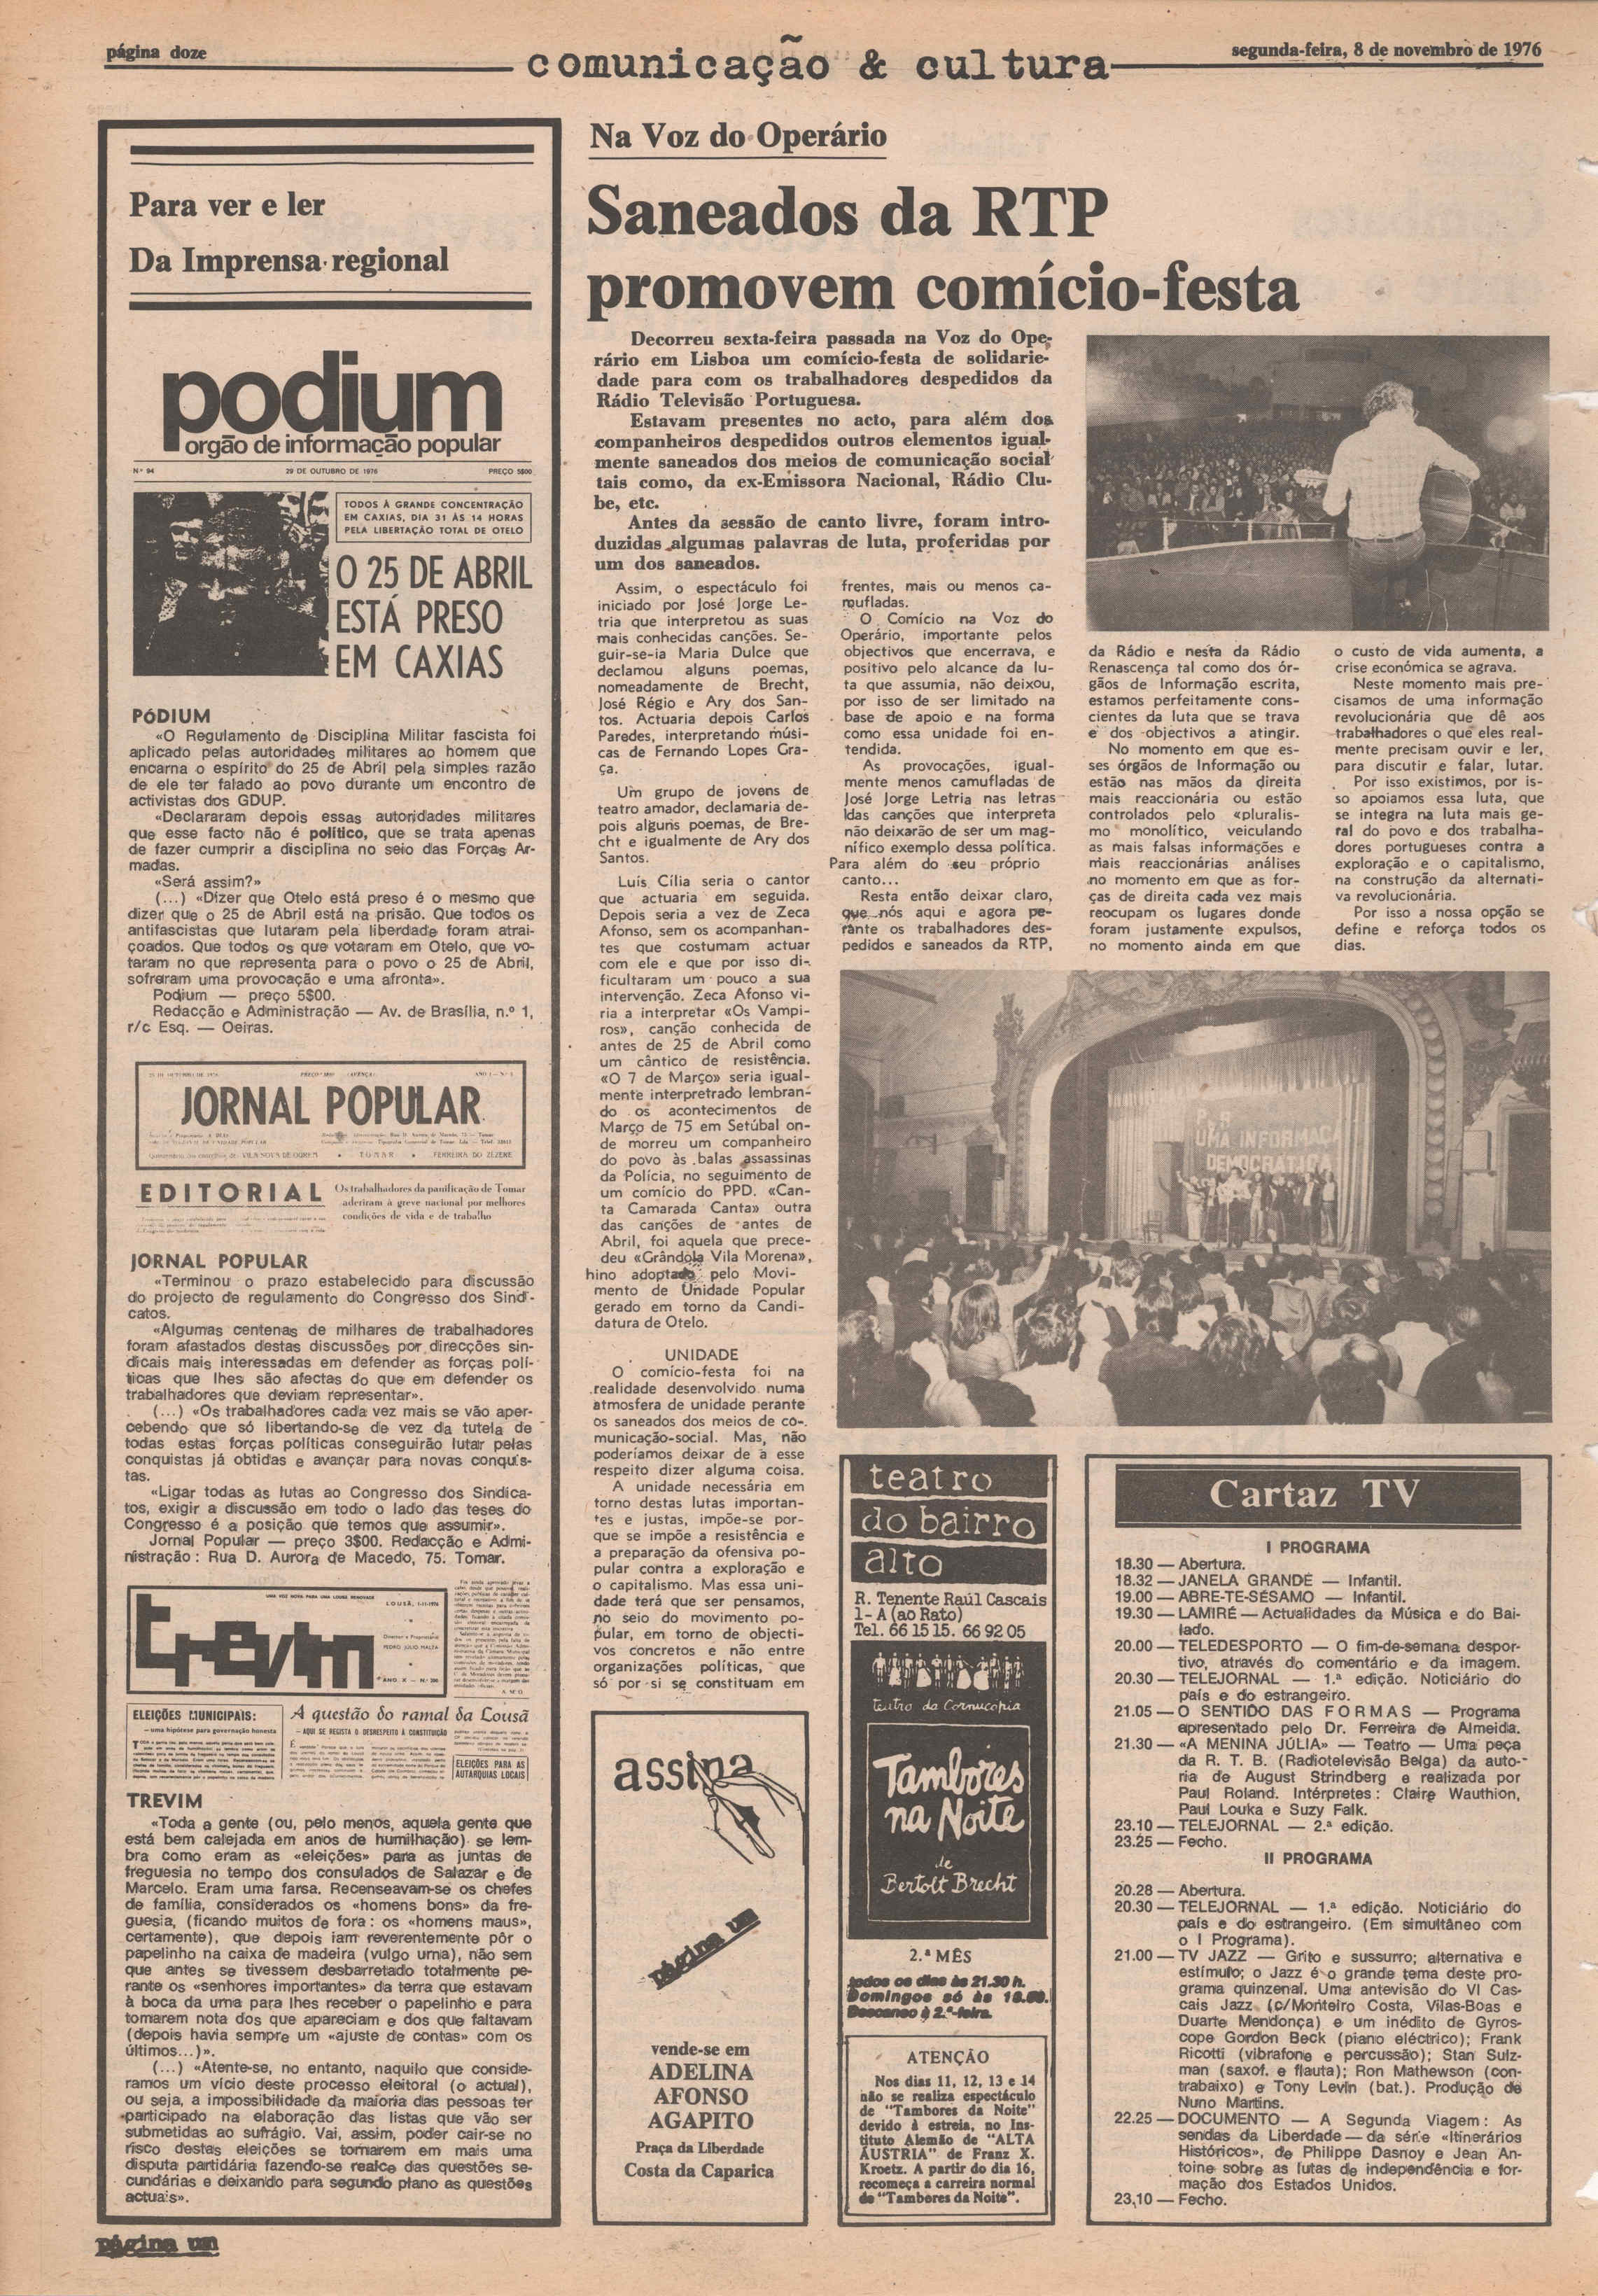 página doze
comunicação & cultura
segunda-feira, 8 de novembro de 1976
Para ver e ler
Da Imprensa regional
podium
orgão de informação popular
Nº 94
29 DE OUTUBRO DE 1976
PREÇO 5$00
TODOS À GRANDE CONCENTRAÇÃO
EM CAXIAS, DIA 31 ÀS 14 HORAS
PELA LIBERTAÇÃO TOTAL DE OTELO
O 25 DE ABRIL
ESTÁ PRESO
EM CAXIAS
PÓDIUM
«O Regulamento de Disciplina Militar fascista foi
aplicado pelas autoridades militares ao homem que
encarna o espírito do 25 de Abril pela simples razão
de ele ter falado ao povo durante um encontro de
activistas dos GDUP.
«Declararam depois essas autoridades militares
que esse facto não é político, que se trata apenas
de fazer cumprir a disciplina no seio das Forças Ar-
madas.
«Será assim?»
(...) «Dizer que Otelo está preso é o mesmo que
dizer que o 25 de Abril está na prisão. Que todos os
antifascistas que lutaram pela liberdade foram atrai-
çoados. Que todos os que votaram em Otelo, que vo-
taram no que representa para o povo o 25 de Abril,
sofreram uma provocação e uma afronta».
Podium — preço 5$00.
Redacção e Administração — Av. de Brasília, n.º 1,
r/c Esq. — Oeiras.
JORNAL POPULAR
TOMAR
FERREIRA DO ZÊZERE
EDITORIAL
Os trabalhadores da panificação de Tomar
aderiram à greve nacional por melhores
condições de vida e de trabalho
JORNAL POPULAR
«Terminou o prazo estabelecido para discussão
do projecto de regulamento do Congresso dos Sindi-
catos.
«Algumas centenas de milhares de trabalhadores
foram afastados destas discussões por direcções sin-
dicais mais interessadas em defender as forças polí-
ticas que lhes são afectas do que em defender os
trabalhadores que deviam representar».
(...) «Os trabalhadores cada vez mais se vão aper-
cebendo que só libertando-se de vez da tutela de
todas estas forças políticas conseguirão lutar pelas
conquistas já obtidas e avançar para novas conquis-
tas.
«Ligar todas as lutas ao Congresso dos Sindica-
tos, exigir a discussão em todo o lado das teses do
Congresso é a posição que temos que assumir».
Jornal Popular — preço 3$00. Redacção e Admi-
nistração: Rua D. Aurora de Macedo, 75. Tomar.
UMA VOZ NOVA PARA UMA LOUSÃ RENOVADA
trevim
LOUSÃ, 1-11-1976
Director e Proprietário
PEDRO JÚLIO MALTA
ANO X — N.º 206
ELEIÇÕES MUNICIPAIS:
— uma hipótese para governação honesta
A questão do ramal da Lousã
— AQUI SE REGISTA O DESRESPEITO À CONSTITUIÇÃO
ELEIÇÕES PARA AS
AUTARQUIAS LOCAIS
TREVIM
«Toda a gente (ou, pelo menos, aquela gente que
está bem calejada em anos de humilhação) se lem-
bra como eram as «eleições» para as juntas de
freguesia no tempo dos consulados de Salazar e de
Marcelo. Eram uma farsa. Recenseavam-se os chefes
de família, considerados os «homens bons» da fre-
guesia, (ficando muitos de fora: os «homens maus»,
certamente), que depois iam reverentemente pôr o
papelinho na caixa de madeira (vulgo urna), não sem
que antes se tivessem desbarretado totalmente pe-
rante os «senhores importantes» da terra que estavam
à boca da urna para lhes receber o papelinho e para
tomarem nota dos que apareciam e dos que faltavam
(depois havia sempre um «ajuste de contas» com os
últimos...)».
(...) «Atente-se, no entanto, naquilo que conside-
ramos um vício deste processo eleitoral (o actual),
ou seja, a impossibilidade da maioria das pessoas ter
participado na elaboração das listas que vão ser
submetidas ao sufrágio. Vai, assim, poder cair-se no
risco destas eleições se tornarem em mais uma
disputa partidária fazendo-se realce das questões se-
cundárias e deixando para segundo plano as questões
actuais».
página um
Na Voz do Operário
Saneados da RTP
promovem comício-festa
Decorreu sexta-feira passada na Voz do Ope-
rário em Lisboa um comício-festa de solidarie-
dade para com os trabalhadores despedidos da
Rádio Televisão Portuguesa.
Estavam presentes no acto, para além dos
companheiros despedidos outros elementos igual-
mente saneados dos meios de comunicação social
tais como, da ex-Emissora Nacional, Rádio Clu-
be, etc.
Antes da sessão de canto livre, foram intro-
duzidas algumas palavras de luta, proferidas por
um dos saneados.
Assim, o espectáculo foi
iniciado por José Jorge Le-
tria que interpretou as suas
mais conhecidas canções. Se-
guir-se-ia Maria Dulce que
declamou alguns poemas,
nomeadamente de Brecht,
José Régio e Ary dos San-
tos. Actuaria depois Carlos
Paredes, interpretando músi-
cas de Fernando Lopes Gra-
ça.
Um grupo de jovens de
teatro amador, declamaria de-
pois alguns poemas, de Bre-
cht e igualmente de Ary dos
Santos.
Luís Cília seria o cantor
que actuaria em seguida.
Depois seria a vez de Zeca
Afonso, sem os acompanhan-
tes que costumam actuar
com ele e que por isso di-
ficultaram um pouco a sua
intervenção. Zeca Afonso vi-
ria a interpretar «Os Vampi-
ros», canção conhecida de
antes de 25 de Abril como
um cântico de resistência.
«O 7 de Março» seria igual-
mente interpretado lembran-
do os acontecimentos de
Março de 75 em Setúbal on-
de morreu um companheiro
do povo às balas assassinas
da Polícia, no seguimento de
um comício do PPD. «Can-
ta Camarada Canta» outra
das canções de antes de
Abril, foi aquela que prece-
deu «Grândola Vila Morena»,
hino adoptado pelo Movi-
mento de Unidade Popular
gerado em torno da Candi-
datura de Otelo.
UNIDADE
O comício-festa foi na
realidade desenvolvido numa
atmosfera de unidade perante
os saneados dos meios de co-
municação-social. Mas, não
poderíamos deixar de a esse
respeito dizer alguma coisa.
A unidade necessária em
torno destas lutas importan-
tes e justas, impõe-se por-
que se impõe a resistência e
a preparação da ofensiva po-
pular contra a exploração e
o capitalismo. Mas essa uni-
dade terá que ser pensamos,
no seio do movimento po-
pular, em torno de objecti-
vos concretos e não entre
organizações políticas, que
só por si se constituam em
frentes, mais ou menos ca-
mufladas.
O Comício na Voz do
Operário, importante pelos
objectivos que encerrava, e
positivo pelo alcance da lu-
ta que assumia, não deixou,
por isso de ser limitado na
base de apoio e na forma
como essa unidade foi en-
tendida.
As provocações, igual-
mente menos camufladas de
José Jorge Letria nas letras
das canções que interpreta
não deixarão de ser um mag-
nífico exemplo dessa política.
Para além do seu próprio
canto...
Resta então deixar claro,
que nós aqui e agora pe-
rante os trabalhadores des-
pedidos e saneados da RTP,
da Rádio e nesta da Rádio
Renascença tal como dos ór-
gãos de Informação escrita,
estamos perfeitamente cons-
cientes da luta que se trava
e dos objectivos a atingir.
No momento em que es-
ses órgãos de Informação ou
estão nas mãos da direita
mais reaccionária ou estão
controlados pelo «pluralis-
mo monolítico, veiculando
as mais falsas informações e
mais reaccionárias análises
no momento em que as for-
ças de direita cada vez mais
reocupam os lugares donde
foram justamente expulsos,
no momento ainda em que
o custo de vida aumenta, a
crise económica se agrava.
Neste momento mais pre-
cisamos de uma informação
revolucionária que dê aos
trabalhadores o que eles real-
mente precisam ouvir e ler,
para discutir e falar, lutar.
Por isso existimos, por is-
so apoiamos essa luta, que
se integra na luta mais ge-
ral do povo e dos trabalha-
dores portugueses contra a
exploração e o capitalismo,
na construção da alternati-
va revolucionária.
Por isso a nossa opção se
define e reforça todos os
dias.
UMA INFORMAÇ
DEMOCRÁTICA
assina
página um
vende-se em
ADELINA
AFONSO
AGAPITO
Praça da Liberdade
Costa da Caparica
teatro
do bairro
alto
R. Tenente Raúl Cascais
1-A (ao Rato)
Tel. 66 15 15. 66 92 05
teatro da Cornucópia
Tambores
na Noite
de
Bertolt Brecht
2.ª MÊS
todos os dias às 21.30 h.
Domingos só às 18.00.
Descanso à 2.ª-feira.
ATENÇÃO
Nos dias 11, 12, 13 e 14
não se realiza espectáculo
de "Tambores da Noite"
devido à estreia, no Ins-
tituto Alemão de "ALTA
ÁUSTRIA" de Franz X.
Kroetz. A partir do dia 16,
recomeça a carreira normal
de "Tambores da Noite".
Cartaz TV
I PROGRAMA
18.30 — Abertura.
18.32 — JANELA GRANDE — Infantil.
19.00 — ABRE-TE-SÉSAMO — Infantil.
19.30 — LAMIRÉ — Actualidades da Música e do Bai-
lado.
20.00 — TELEDESPORTO — O fim-de-semana despor-
tivo, através do comentário e da imagem.
20.30 — TELEJORNAL — 1.ª edição. Noticiário do
país e do estrangeiro.
21.05 — O SENTIDO DAS FORMAS — Programa
apresentado pelo Dr. Ferreira de Almeida.
21.30 — «A MENINA JÚLIA» — Teatro — Uma peça
da R. T. B. (Radiotelevisão Belga) da auto-
ria de August Strindberg e realizada por
Paul Roland. Intérpretes: Claire Wauthion,
Paul Louka e Suzy Falk.
23.10 — TELEJORNAL — 2.ª edição.
23.25 — Fecho.
II PROGRAMA
20.28 — Abertura.
20.30 — TELEJORNAL — 1.ª edição. Noticiário do
país e do estrangeiro. (Em simultâneo com
o I Programa).
21.00 — TV JAZZ — Grito e sussurro; alternativa e
estímulo; o Jazz é o grande tema deste pro-
grama quinzenal. Uma antevisão do VI Cas-
cais Jazz (c/Monteiro Costa, Vilas-Boas e
Duarte Mendonça) e um inédito de Gyros-
cope Gordon Beck (piano eléctrico); Frank
Ricotti (vibrafone e percussão); Stan Sulz-
man (saxof. e flauta); Ron Mathewson (con-
trabaixo) e Tony Levin (bat.). Produção de
Nuno Martins.
22.25 — DOCUMENTO — A Segunda Viagem: As
sendas da Liberdade — da série «Itinerários
Históricos», de Philippe Dasnoy e Jean An-
toine sobre as lutas de independência e for-
mação dos Estados Unidos.
23,10 — Fecho.